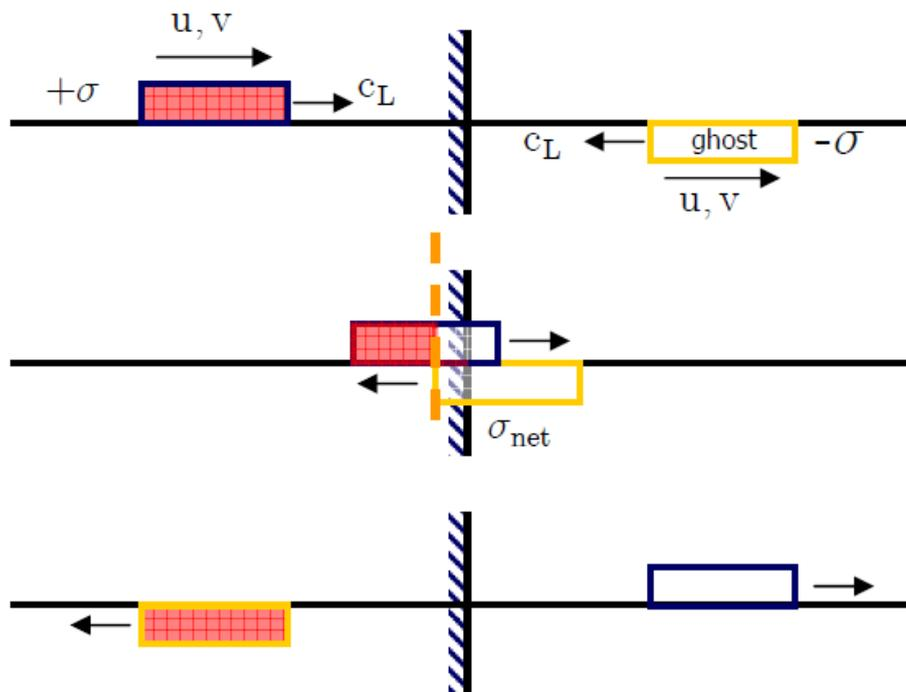 u, v
+σ
c_L
c_L
ghost
-σ
u, v
σ_net